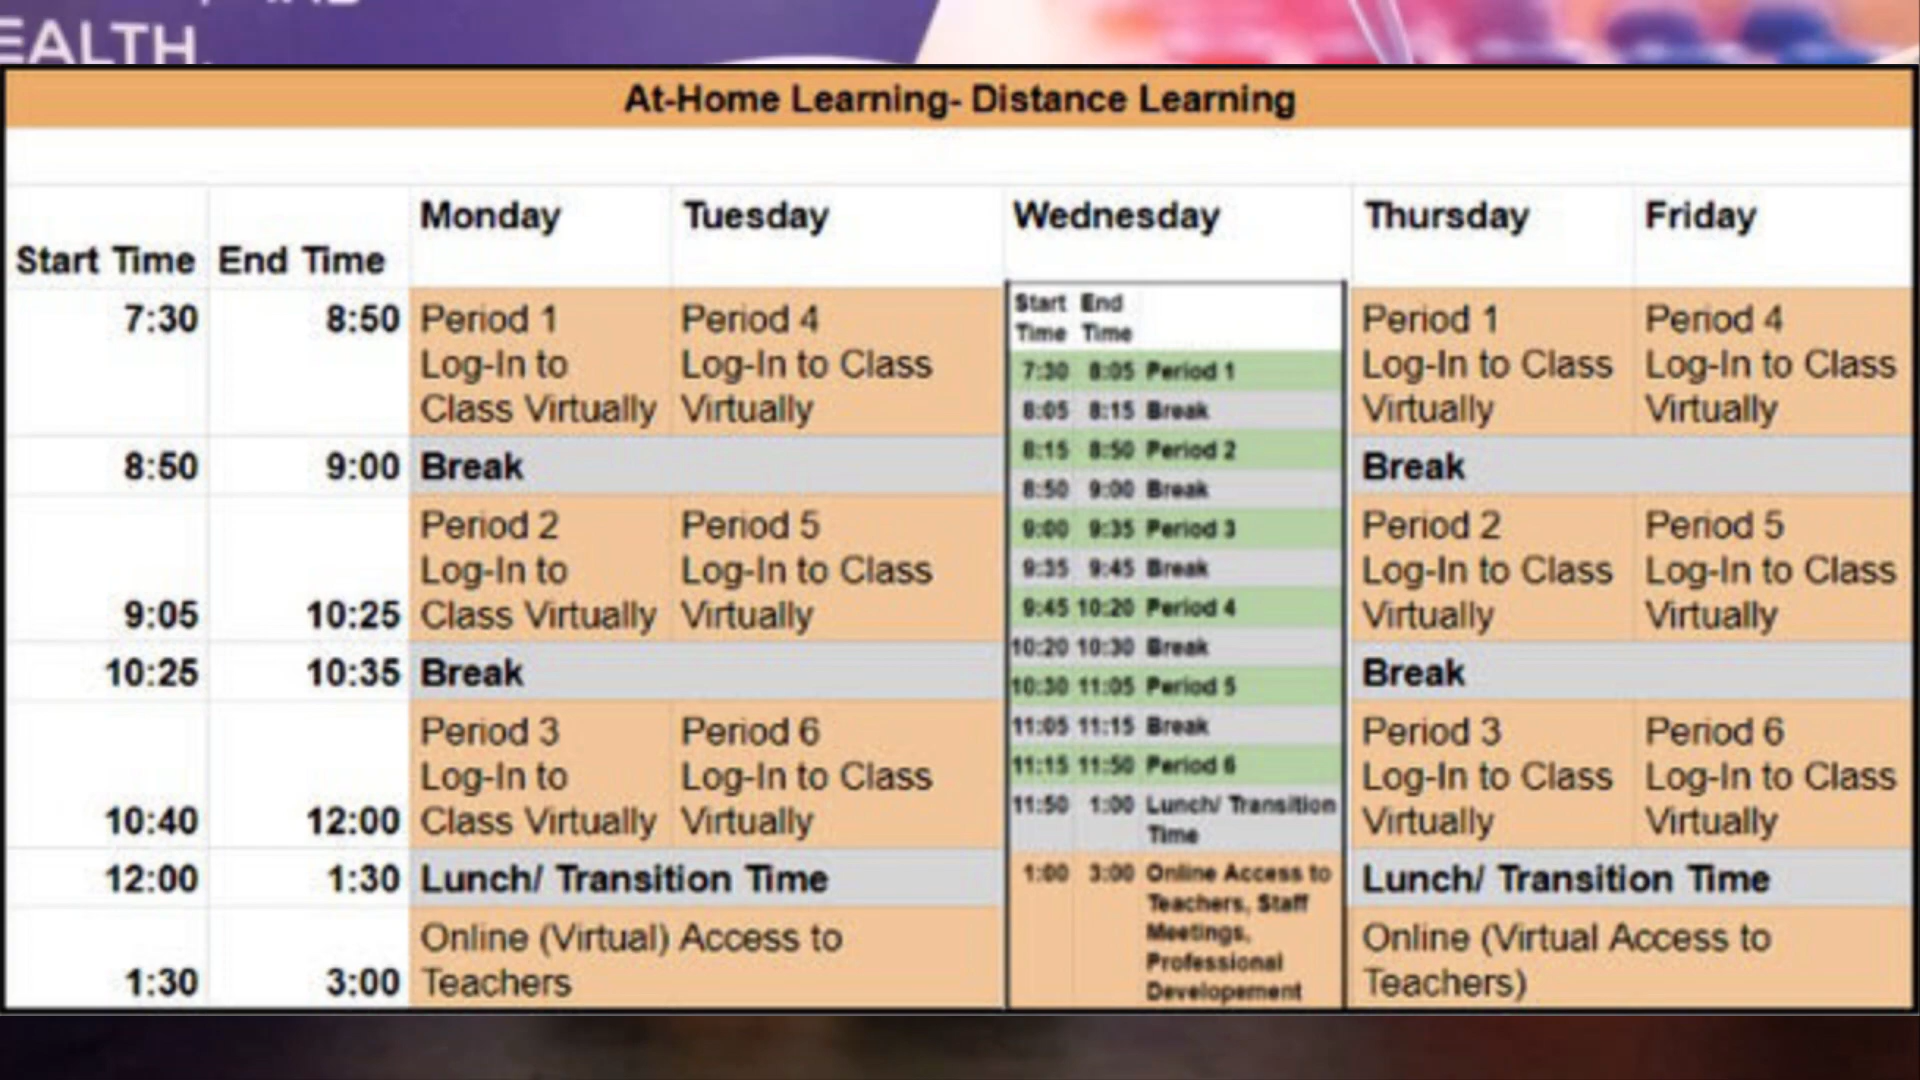 EALTH.
At-Home Learning- Distance Learning
Start Time End Time Monday Tuesday Wednesday Thursday Friday
7:30 8:50 Period 1 Period 4 Period 1 Period 4
Log-In to Log-In to Class Log-In to Class Log-In to Class
Class Virtually Virtually Virtually Virtually
8:50 9:00 Break Break
Period 2 Period 5 Period 2 Period 5
Log-In to Log-In to Class Log-In to Class Log-In to Class
9:05 10:25 Class Virtually Virtually Virtually Virtually
10:25 10:35 Break Break
Period 3 Period 6 Period 3 Period 6
Log-In to Log-In to Class Log-In to Class Log-In to Class
10:40 12:00 Class Virtually Virtually Virtually Virtually
12:00 1:30 Lunch/ Transition Time Lunch/ Transition Time
Online (Virtual) Access to Online (Virtual Access to
1:30 3:00 Teachers Teachers)
Start End
Time Time
7:30 8:05 Period 1
8:05 8:15 Break
8:15 8:50 Period 2
8:50 9:00 Break
9:00 9:35 Period 3
9:35 9:45 Break
9:45 10:20 Period 4
10:20 10:30 Break
10:30 11:05 Period 5
11:05 11:15 Break
11:15 11:50 Period 6
11:50 1:00 Lunch/ Transition
Time
1:00 3:00 Online Access to
Teachers, Staff
Meetings,
Professional
Developement